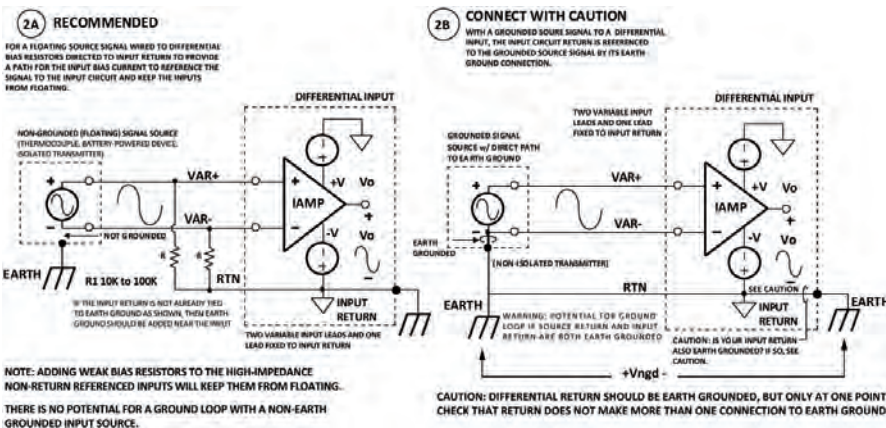 2A RECOMMENDED
FOR A FLOATING SOURCE SIGNAL WIRED TO DIFFERENTIAL
BIAS RESISTORS DIRECTED TO INPUT RETURN TO PROVIDE
A PATH FOR THE INPUT BIAS CURRENT TO REFERENCE THE
SIGNAL TO THE INPUT CIRCUIT AND KEEP THE INPUTS
FROM FLOATING.
DIFFERENTIAL INPUT
NON-GROUNDED (FLOATING) SIGNAL SOURCE
(THERMOCOUPLE, BATTERY-POWERED DEVICE,
ISOLATED TRANSMITTER)
+
VAR+
+
+V
Vo
IAMP
+
-
VAR-
-
-V
Vo
-
NOT GROUNDED
R
R
EARTH
R1 10K to 100K
RTN
IF THE INPUT RETURN IS NOT ALREADY TIED
TO EARTH GROUND AS SHOWN, THEN EARTH
GROUND SHOULD BE ADDED NEAR THE INPUT
INPUT
RETURN
TWO VARIABLE INPUT LEADS AND ONE
LEAD FIXED TO INPUT RETURN
NOTE: ADDING WEAK BIAS RESISTORS TO THE HIGH-IMPEDANCE
NON-RETURN REFERENCED INPUTS WILL KEEP THEM FROM FLOATING.
THERE IS NO POTENTIAL FOR A GROUND LOOP WITH A NON-EARTH
GROUNDED INPUT SOURCE.
2B CONNECT WITH CAUTION
WITH A GROUNDED SOURE SIGNAL TO A DIFFERENTIAL
INPUT, THE INPUT CIRCUIT RETURN IS REFERENCED
TO THE GROUNDED SOURCE SIGNAL BY ITS EARTH
GROUND CONNECTION.
DIFFERENTIAL INPUT
TWO VARIABLE INPUT
LEADS AND ONE LEAD
FIXED TO INPUT RETURN
GROUNDED SIGNAL
SOURCE w/ DIRECT PATH
TO EARTH GROUND
+
VAR+
+
+V
Vo
IAMP
+
-
VAR-
-
-V
Vo
-
EARTH
GROUNDED
(NON-ISOLATED TRANSMITTER)
RTN
SEE CAUTION
EARTH
INPUT
RETURN
EARTH
WARNING: POTENTIAL FOR GROUND
LOOP IF SOURCE RETURN AND INPUT
RETURN ARE BOTH EARTH GROUNDED
CAUTION: IS YOUR INPUT RETURN
ALSO EARTH GROUNDED? IF SO, SEE
CAUTION.
+Vngd -
CAUTION: DIFFERENTIAL RETURN SHOULD BE EARTH GROUNDED, BUT ONLY AT ONE POINT
CHECK THAT RETURN DOES NOT MAKE MORE THAN ONE CONNECTION TO EARTH GROUND